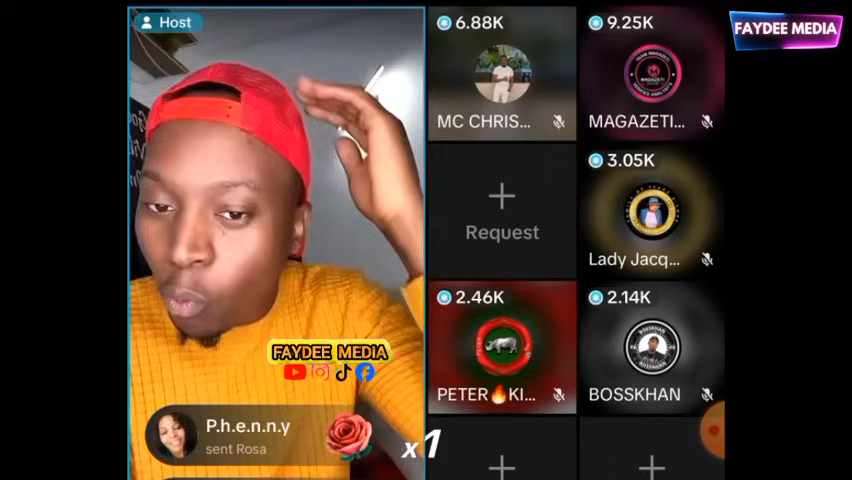 Host
6.88K
MC CHRIS...
9.25K
MAGAZETI...
FAYDEE MEDIA
Request
3.05K
Lady Jacq...
2.46K
PETER🔥KI...
2.14K
BOSSKHAN
FAYDEE MEDIA
P.h.e.n.n.y
sent Rosa
x1